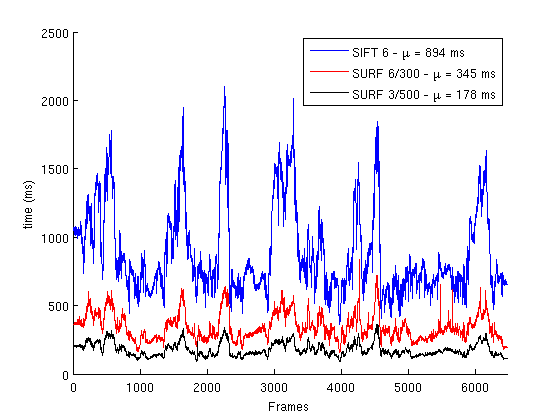 2500
2000
1500
1000
500
0
time (ms)
SIFT 6 - μ = 894 ms
SURF 6/300 - μ = 345 ms
SURF 3/500 - μ = 178 ms
0 1000 2000 3000 4000 5000 6000
Frames